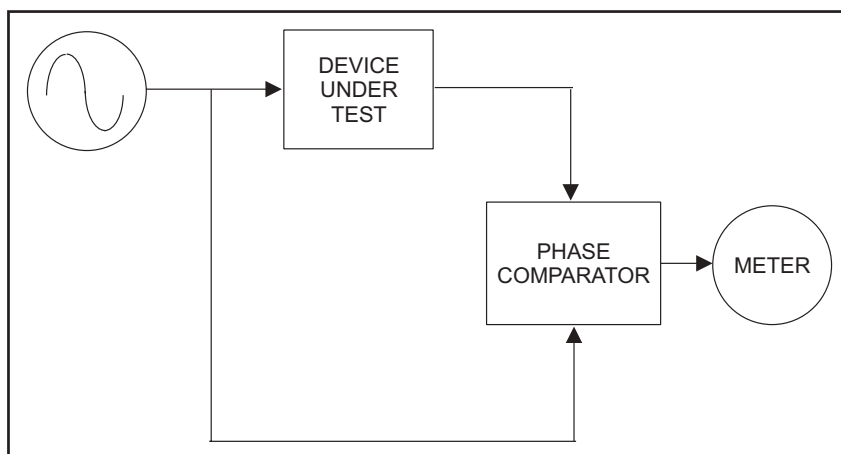 DEVICE
UNDER
TEST
PHASE
COMPARATOR
METER